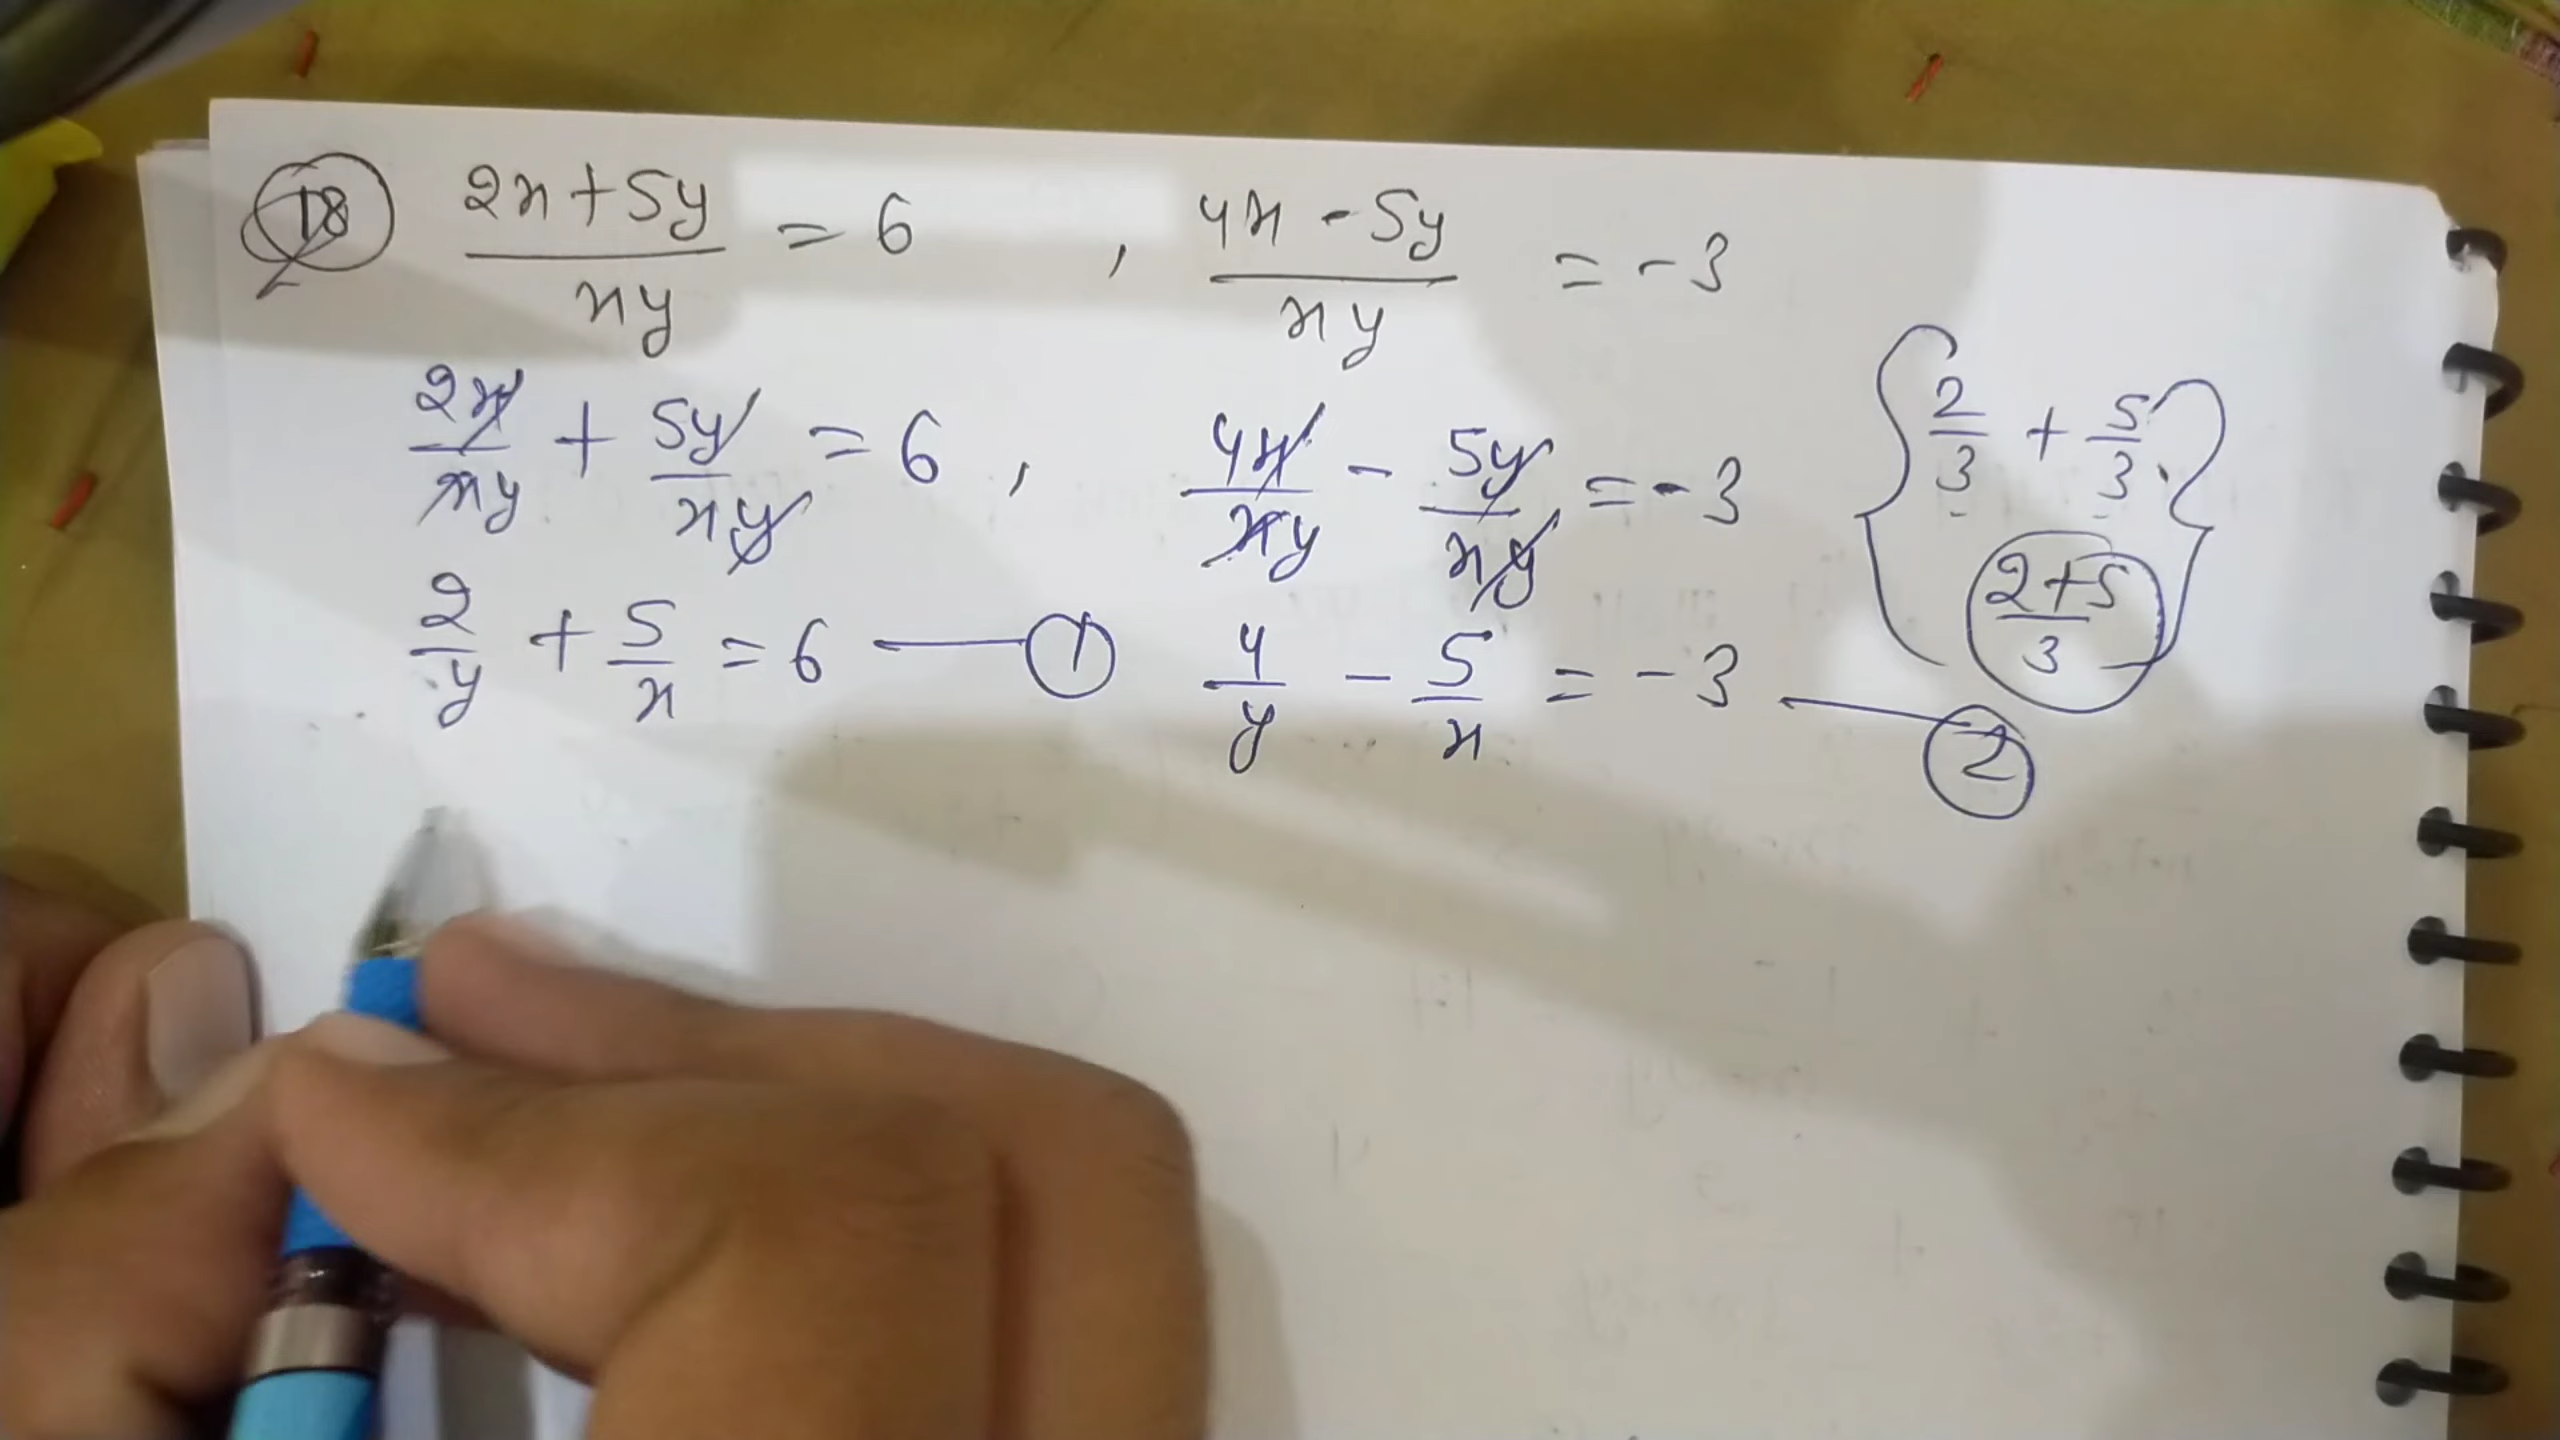 18 (2x+5y)/(xy) = 6 , (4x-5y)/(xy) = -3
2x/xy + 5y/xy = 6 , 4x/xy - 5y/xy = -3
2/y + 5/x = 6 — 1 4/y - 5/x = -3 — 2
{ 2/3 + 5/3 }
(2+5)/3